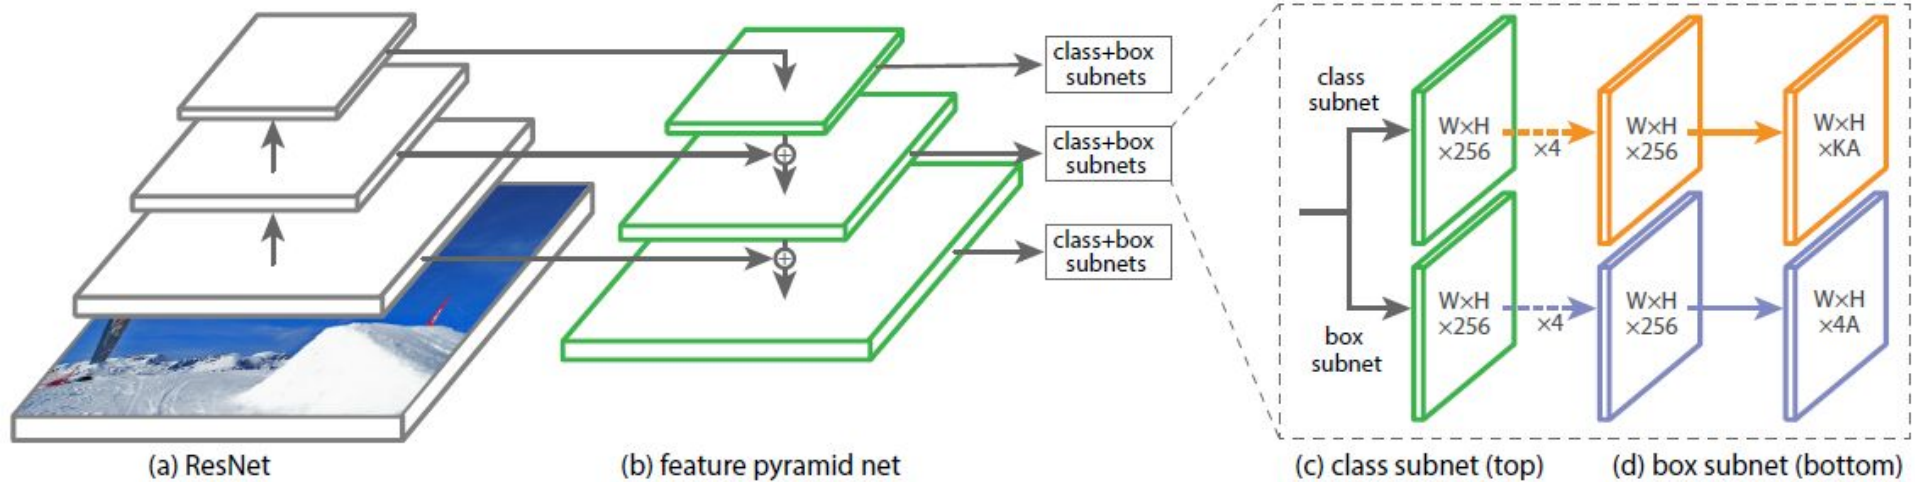 class+box
subnets
class+box
subnets
class+box
subnets
class
subnet
W×H
×256
×4
W×H
×256
W×H
×KA
box
subnet
W×H
×256
×4
W×H
×256
W×H
×4A
(a) ResNet
(b) feature pyramid net
(c) class subnet (top)
(d) box subnet (bottom)